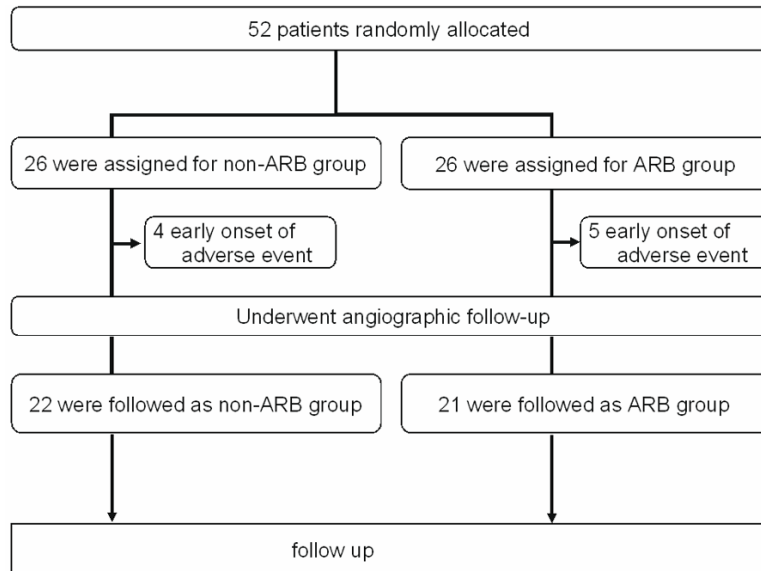 52 patients randomly allocated
26 were assigned for non-ARB group
26 were assigned for ARB group
4 early onset of
adverse event
5 early onset of
adverse event
Underwent angiographic follow-up
22 were followed as non-ARB group
21 were followed as ARB group
follow up